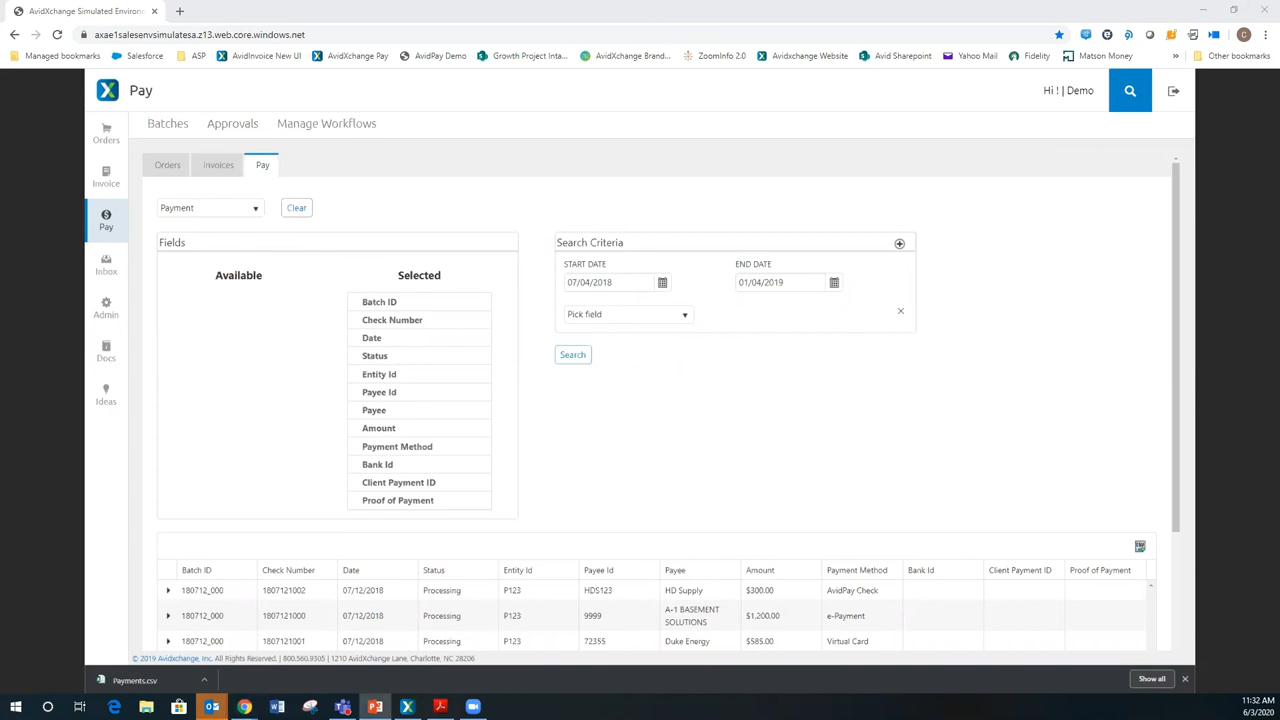 AvidXchange Simulated Environ
axae1salesenvsimulatesa.z13.web.core.windows.net
Managed bookmarks Salesforce ASP AvidInvoice New UI AvidXchange Pay AvidPay Demo Growth Project Inta... AvidXchange Bran... ZoomInfo 2.0 Avidxchange Website Avid Sharepoint Yahoo Mail Fidelity Matson Money » Other bookmarks
Pay
Hi ! | Demo
Batches Approvals Manage Workflows
Orders
Invoice
Pay
Inbox
Admin
Docs
Ideas
Orders Invoices Pay
Payment Clear
Fields
Available Selected
Batch ID
Check Number
Date
Status
Entity Id
Payee Id
Payee
Amount
Payment Method
Bank Id
Client Payment ID
Proof of Payment
Search Criteria
START DATE END DATE
07/04/2018 01/04/2019
Pick field
Search
Batch ID Check Number Date Status Entity Id Payee Id Payee Amount Payment Method Bank Id Client Payment ID Proof of Payment
180712_000 1807121002 07/12/2018 Processing P123 HDS123 HD Supply $300.00 AvidPay Check
180712_000 1807121000 07/12/2018 Processing P123 9999 A-1 BASEMENT SOLUTIONS $1,200.00 e-Payment
180712_000 1807121001 07/12/2018 Processing P123 72355 Duke Energy $585.00 Virtual Card
© 2019 Avidxchange, Inc. All Rights Reserved. | 800.560.9305 | 1210 AvidXchange Lane, Charlotte, NC 28206
Payments.csv Show all
11:32 AM
6/3/2020